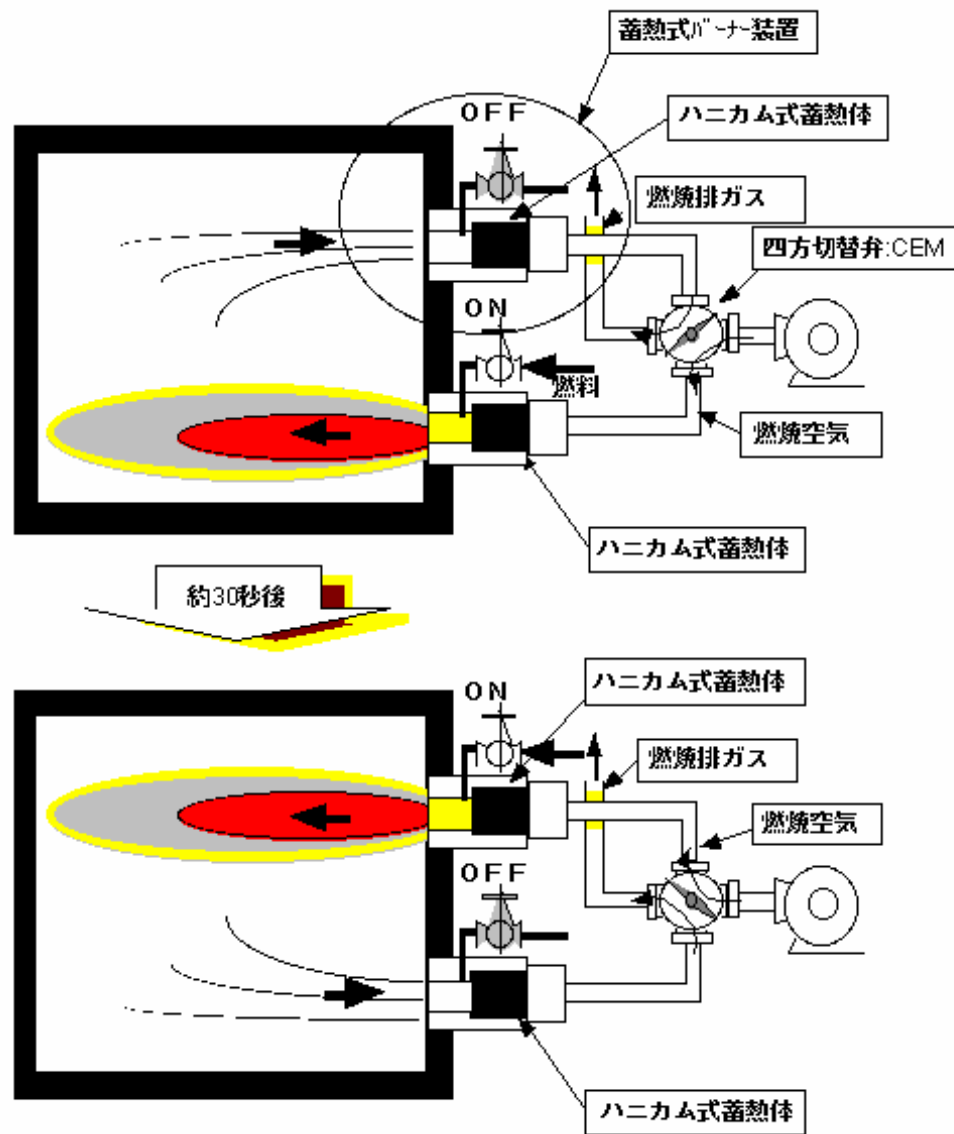 蓄熱式ﾊﾞｰﾅｰ装置
OFF
ハニカム式蓄熱体
燃焼排ガス
四方切替弁:CEM
ON
燃料
燃焼空気
ハニカム式蓄熱体
約30秒後
ハニカム式蓄熱体
ON
燃焼排ガス
燃焼空気
OFF
ハニカム式蓄熱体